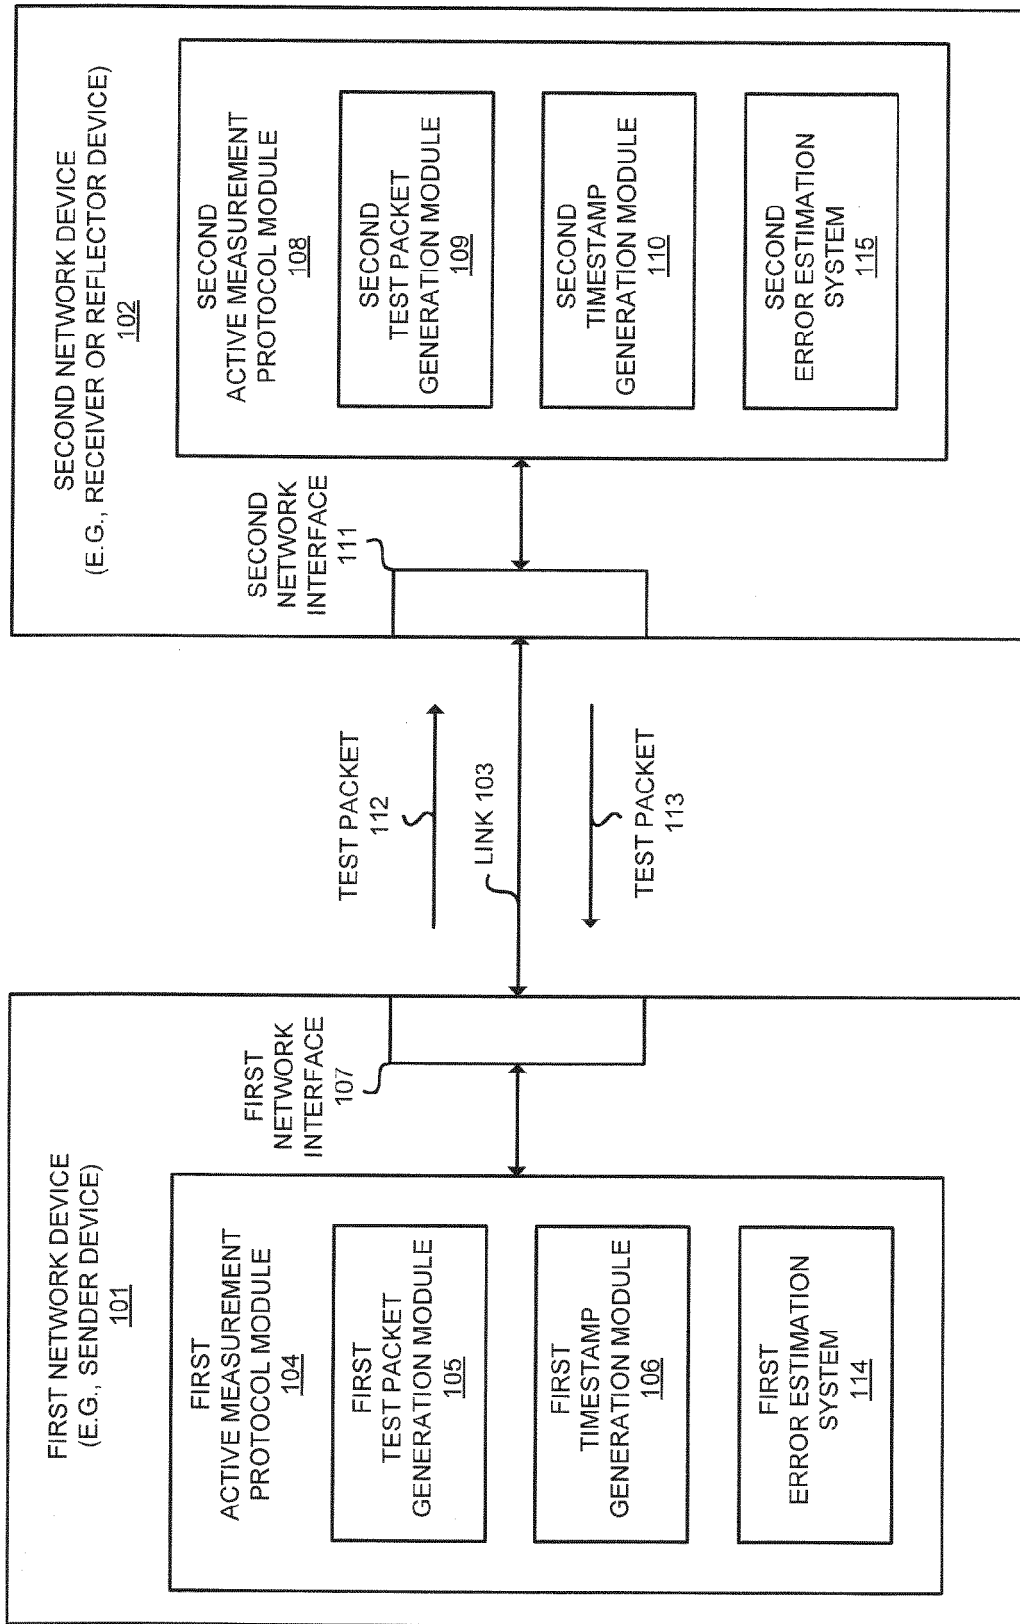 FIRST NETWORK DEVICE
(E.G., SENDER DEVICE)
101
FIRST
ACTIVE MEASUREMENT
PROTOCOL MODULE
104
FIRST
TEST PACKET
GENERATION MODULE
105
FIRST
TIMESTAMP
GENERATION MODULE
106
FIRST
ERROR ESTIMATION
SYSTEM
114
FIRST
NETWORK
INTERFACE
107
TEST PACKET
112
LINK 103
TEST PACKET
113
SECOND NETWORK DEVICE
(E.G., RECEIVER OR REFLECTOR DEVICE)
102
SECOND
NETWORK
INTERFACE
111
SECOND
ACTIVE MEASUREMENT
PROTOCOL MODULE
108
SECOND
TEST PACKET
GENERATION MODULE
109
SECOND
TIMESTAMP
GENERATION MODULE
110
SECOND
ERROR ESTIMATION
SYSTEM
115